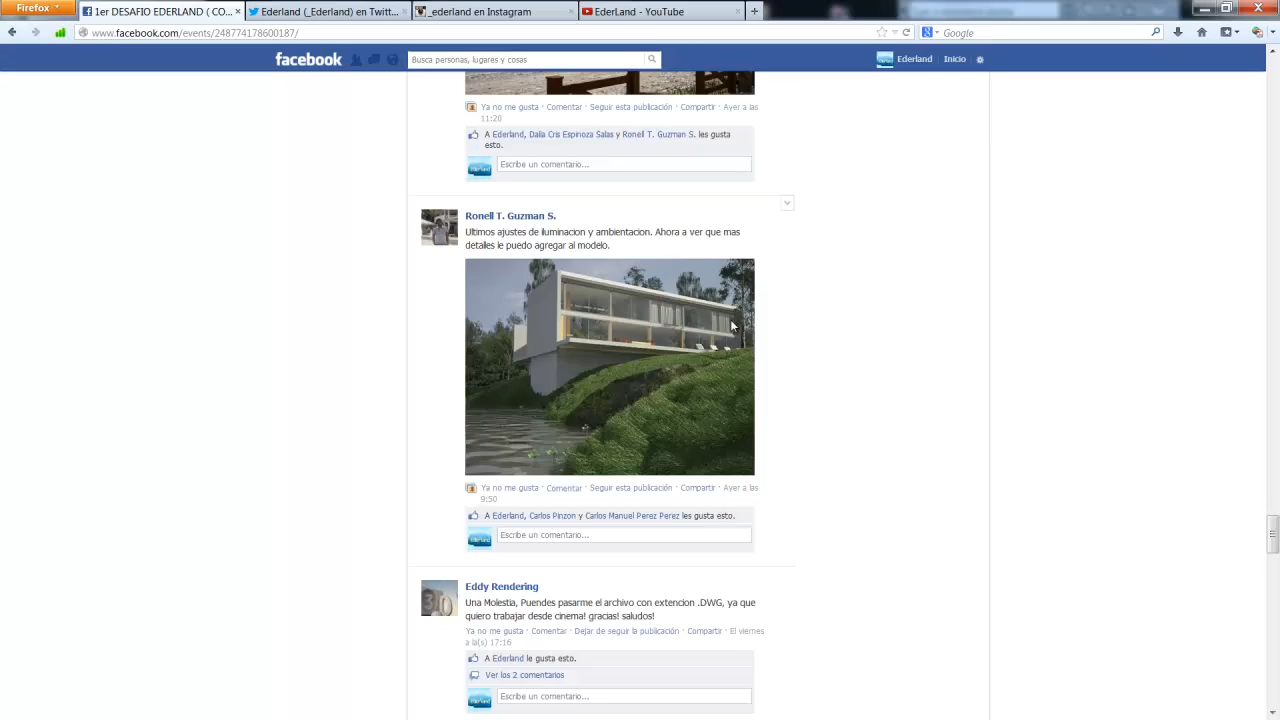 Firefox
1er DESAFIO EDERLAND ( CO... ×
Ederland (_Ederland) en Twitt... ×
_ederland en Instagram ×
EderLand - YouTube ×
www.facebook.com/events/248774178600187/
Google
facebook
Busca personas, lugares y cosas
Ederland
Inicio
Ya no me gusta · Comentar · Seguir esta publicación · Compartir · Ayer a las
11:20
A Ederland, Dalia Cris Espinoza Salas y Ronell T. Guzman S. les gusta
esto.
Escribe un comentario...
Ronell T. Guzman S.
Ultimos ajustes de iluminacion y ambientacion. Ahora a ver que mas
detalles le puedo agregar al modelo.
Ya no me gusta · Comentar · Seguir esta publicación · Compartir · Ayer a las
9:50
A Ederland, Carlos Pinzon y Carlos Manuel Perez Perez les gusta esto.
Ederland
Escribe un comentario...
Eddy Rendering
Una Molestia, Puendes pasarme el archivo con extencion .DWG, ya que
quiero trabajar desde cinema! gracias! saludos!
Ya no me gusta · Comentar · Dejar de seguir la publicación · Compartir · El viernes
a la(s) 17:16
A Ederland le gusta esto.
Ver los 2 comentarios
Ederland
Escribe un comentario...